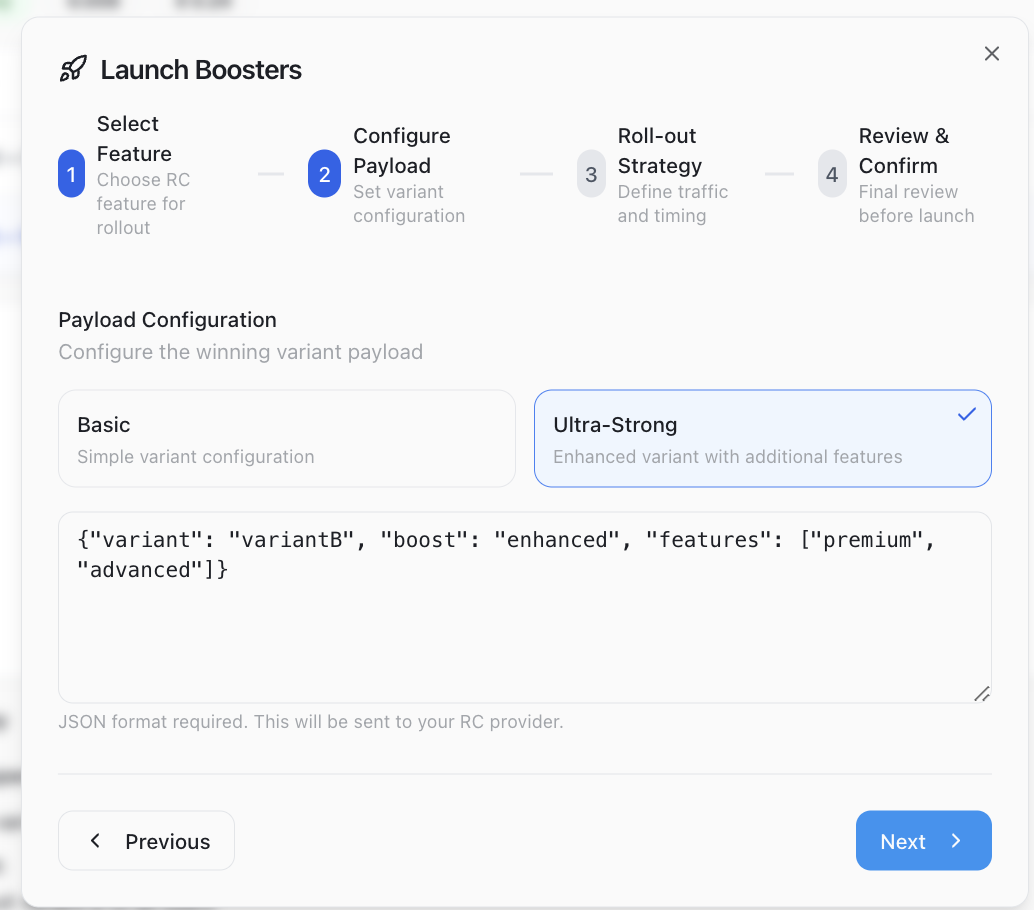 Launch Boosters
1
Select
Feature
Choose RC
feature for
rollout
2
Configure
Payload
Set variant
configuration
3
Roll-out
Strategy
Define traffic
and timing
4
Review &
Confirm
Final review
before launch
Payload Configuration
Configure the winning variant payload
Basic
Simple variant configuration
Ultra-Strong
Enhanced variant with additional features
{"variant": "variantB", "boost": "enhanced", "features": ["premium",
"advanced"]}
JSON format required. This will be sent to your RC provider.
Previous
Next